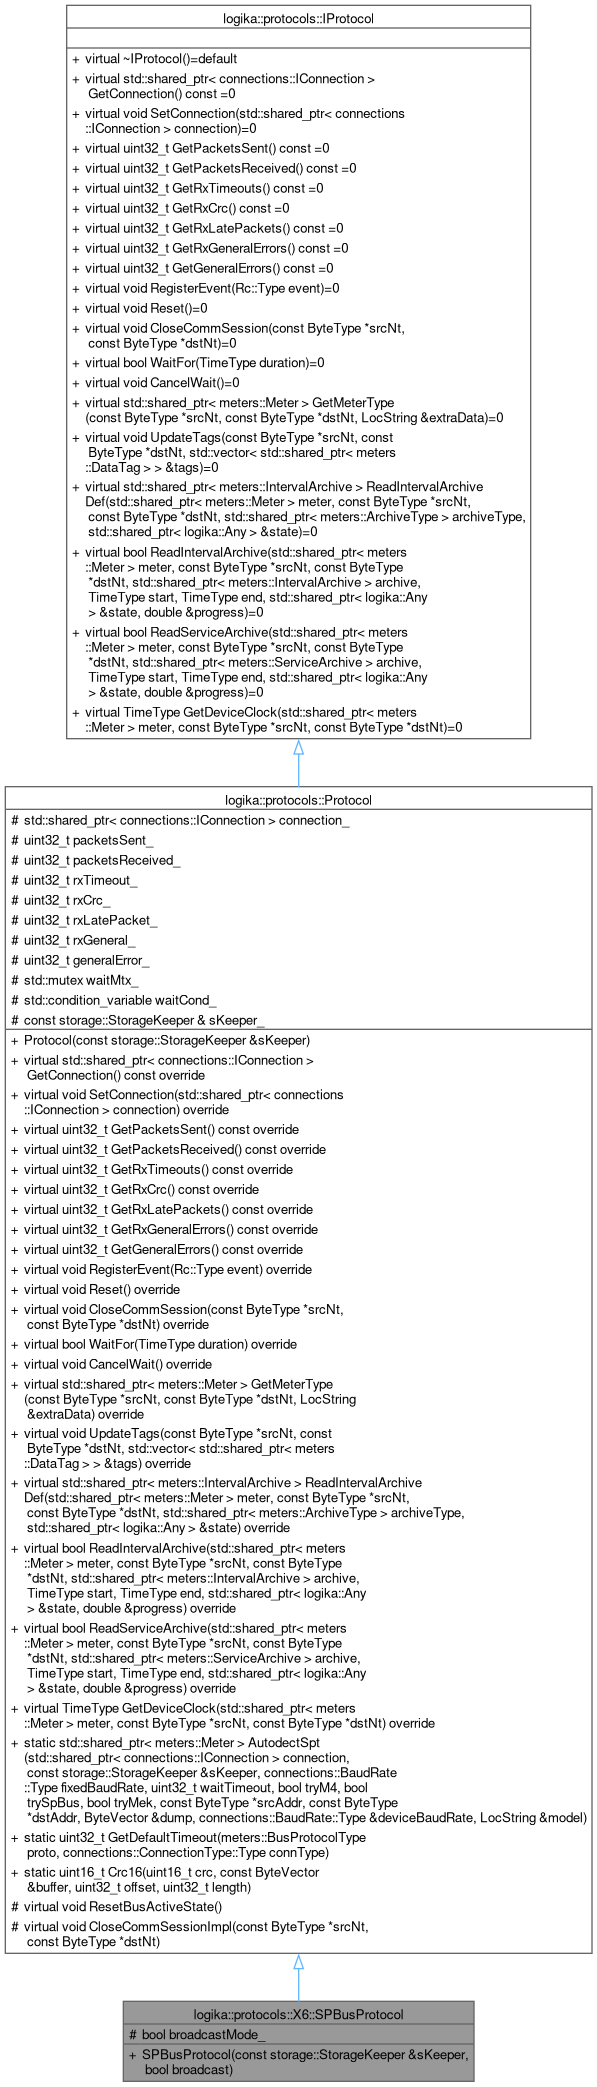 logika::protocols::IProtocol
+ virtual ~IProtocol()=default
+ virtual std::shared_ptr< connections::IConnection >
GetConnection() const =0
+ virtual void SetConnection(std::shared_ptr< connections
::IConnection > connection)=0
+ virtual uint32_t GetPacketsSent() const =0
+ virtual uint32_t GetPacketsReceived() const =0
+ virtual uint32_t GetRxTimeouts() const =0
+ virtual uint32_t GetRxCrc() const =0
+ virtual uint32_t GetRxLatePackets() const =0
+ virtual uint32_t GetRxGeneralErrors() const =0
+ virtual uint32_t GetGeneralErrors() const =0
+ virtual void RegisterEvent(Rc::Type event)=0
+ virtual void Reset()=0
+ virtual void CloseCommSession(const ByteType *srcNt,
const ByteType *dstNt)=0
+ virtual bool WaitFor(TimeType duration)=0
+ virtual void CancelWait()=0
+ virtual std::shared_ptr< meters::Meter > GetMeterType
(const ByteType *srcNt, const ByteType *dstNt, LocString &extraData)=0
+ virtual void UpdateTags(const ByteType *srcNt, const
ByteType *dstNt, std::vector< std::shared_ptr< meters
::DataTag > > &tags)=0
+ virtual std::shared_ptr< meters::IntervalArchive > ReadIntervalArchive
Def(std::shared_ptr< meters::Meter > meter, const ByteType *srcNt,
const ByteType *dstNt, std::shared_ptr< meters::ArchiveType > archiveType,
std::shared_ptr< logika::Any > &state)=0
+ virtual bool ReadIntervalArchive(std::shared_ptr< meters
::Meter > meter, const ByteType *srcNt, const ByteType
*dstNt, std::shared_ptr< meters::IntervalArchive > archive,
TimeType start, TimeType end, std::shared_ptr< logika::Any
> &state, double &progress)=0
+ virtual bool ReadServiceArchive(std::shared_ptr< meters
::Meter > meter, const ByteType *srcNt, const ByteType
*dstNt, std::shared_ptr< meters::ServiceArchive > archive,
TimeType start, TimeType end, std::shared_ptr< logika::Any
> &state, double &progress)=0
+ virtual TimeType GetDeviceClock(std::shared_ptr< meters
::Meter > meter, const ByteType *srcNt, const ByteType *dstNt)=0
logika::protocols::Protocol
# std::shared_ptr< connections::IConnection > connection_
# uint32_t packetsSent_
# uint32_t packetsReceived_
# uint32_t rxTimeout_
# uint32_t rxCrc_
# uint32_t rxLatePacket_
# uint32_t rxGeneral_
# uint32_t generalError_
# std::mutex waitMtx_
# std::condition_variable waitCond_
# const storage::StorageKeeper & sKeeper_
+ Protocol(const storage::StorageKeeper &sKeeper)
+ virtual std::shared_ptr< connections::IConnection >
GetConnection() const override
+ virtual void SetConnection(std::shared_ptr< connections
::IConnection > connection) override
+ virtual uint32_t GetPacketsSent() const override
+ virtual uint32_t GetPacketsReceived() const override
+ virtual uint32_t GetRxTimeouts() const override
+ virtual uint32_t GetRxCrc() const override
+ virtual uint32_t GetRxLatePackets() const override
+ virtual uint32_t GetRxGeneralErrors() const override
+ virtual uint32_t GetGeneralErrors() const override
+ virtual void RegisterEvent(Rc::Type event) override
+ virtual void Reset() override
+ virtual void CloseCommSession(const ByteType *srcNt,
const ByteType *dstNt) override
+ virtual bool WaitFor(TimeType duration) override
+ virtual void CancelWait() override
+ virtual std::shared_ptr< meters::Meter > GetMeterType
(const ByteType *srcNt, const ByteType *dstNt, LocString
&extraData) override
+ virtual void UpdateTags(const ByteType *srcNt, const
ByteType *dstNt, std::vector< std::shared_ptr< meters
::DataTag > > &tags) override
+ virtual std::shared_ptr< meters::IntervalArchive > ReadIntervalArchive
Def(std::shared_ptr< meters::Meter > meter, const ByteType *srcNt,
const ByteType *dstNt, std::shared_ptr< meters::ArchiveType > archiveType,
std::shared_ptr< logika::Any > &state) override
+ virtual bool ReadIntervalArchive(std::shared_ptr< meters
::Meter > meter, const ByteType *srcNt, const ByteType
*dstNt, std::shared_ptr< meters::IntervalArchive > archive,
TimeType start, TimeType end, std::shared_ptr< logika::Any
> &state, double &progress) override
+ virtual bool ReadServiceArchive(std::shared_ptr< meters
::Meter > meter, const ByteType *srcNt, const ByteType
*dstNt, std::shared_ptr< meters::ServiceArchive > archive,
TimeType start, TimeType end, std::shared_ptr< logika::Any
> &state, double &progress) override
+ virtual TimeType GetDeviceClock(std::shared_ptr< meters
::Meter > meter, const ByteType *srcNt, const ByteType *dstNt) override
+ static std::shared_ptr< meters::Meter > AutodectSpt
(std::shared_ptr< connections::IConnection > connection,
const storage::StorageKeeper &sKeeper, connections::BaudRate
::Type fixedBaudRate, uint32_t waitTimeout, bool tryM4, bool
trySpBus, bool tryMek, const ByteType *srcAddr, const ByteType
*dstAddr, ByteVector &dump, connections::BaudRate::Type &deviceBaudRate, LocString &model)
+ static uint32_t GetDefaultTimeout(meters::BusProtocolType
proto, connections::ConnectionType::Type connType)
+ static uint16_t Crc16(uint16_t crc, const ByteVector
&buffer, uint32_t offset, uint32_t length)
# virtual void ResetBusActiveState()
# virtual void CloseCommSessionImpl(const ByteType *srcNt,
const ByteType *dstNt)
logika::protocols::X6::SPBusProtocol
# bool broadcastMode_
+ SPBusProtocol(const storage::StorageKeeper &sKeeper,
bool broadcast)